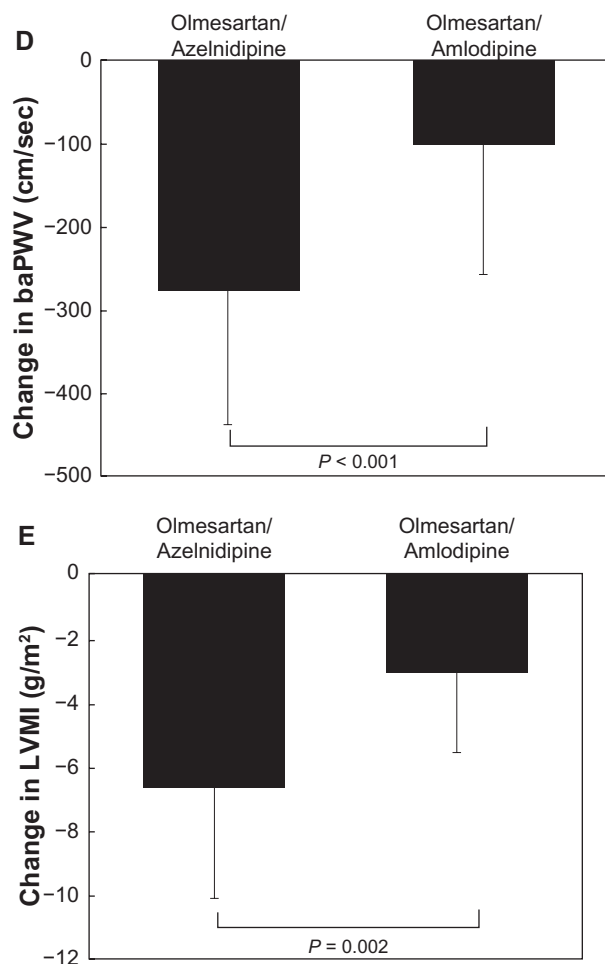 D
Olmesartan/ Olmesartan/
Azelnidipine Amlodipine
0
−100
−200
−300
−400
−500
Change in baPWV (cm/sec)
P < 0.001
E
Olmesartan/ Olmesartan/
Azelnidipine Amlodipine
0
−2
−4
−6
−8
−10
−12
Change in LVMI (g/m²)
P = 0.002